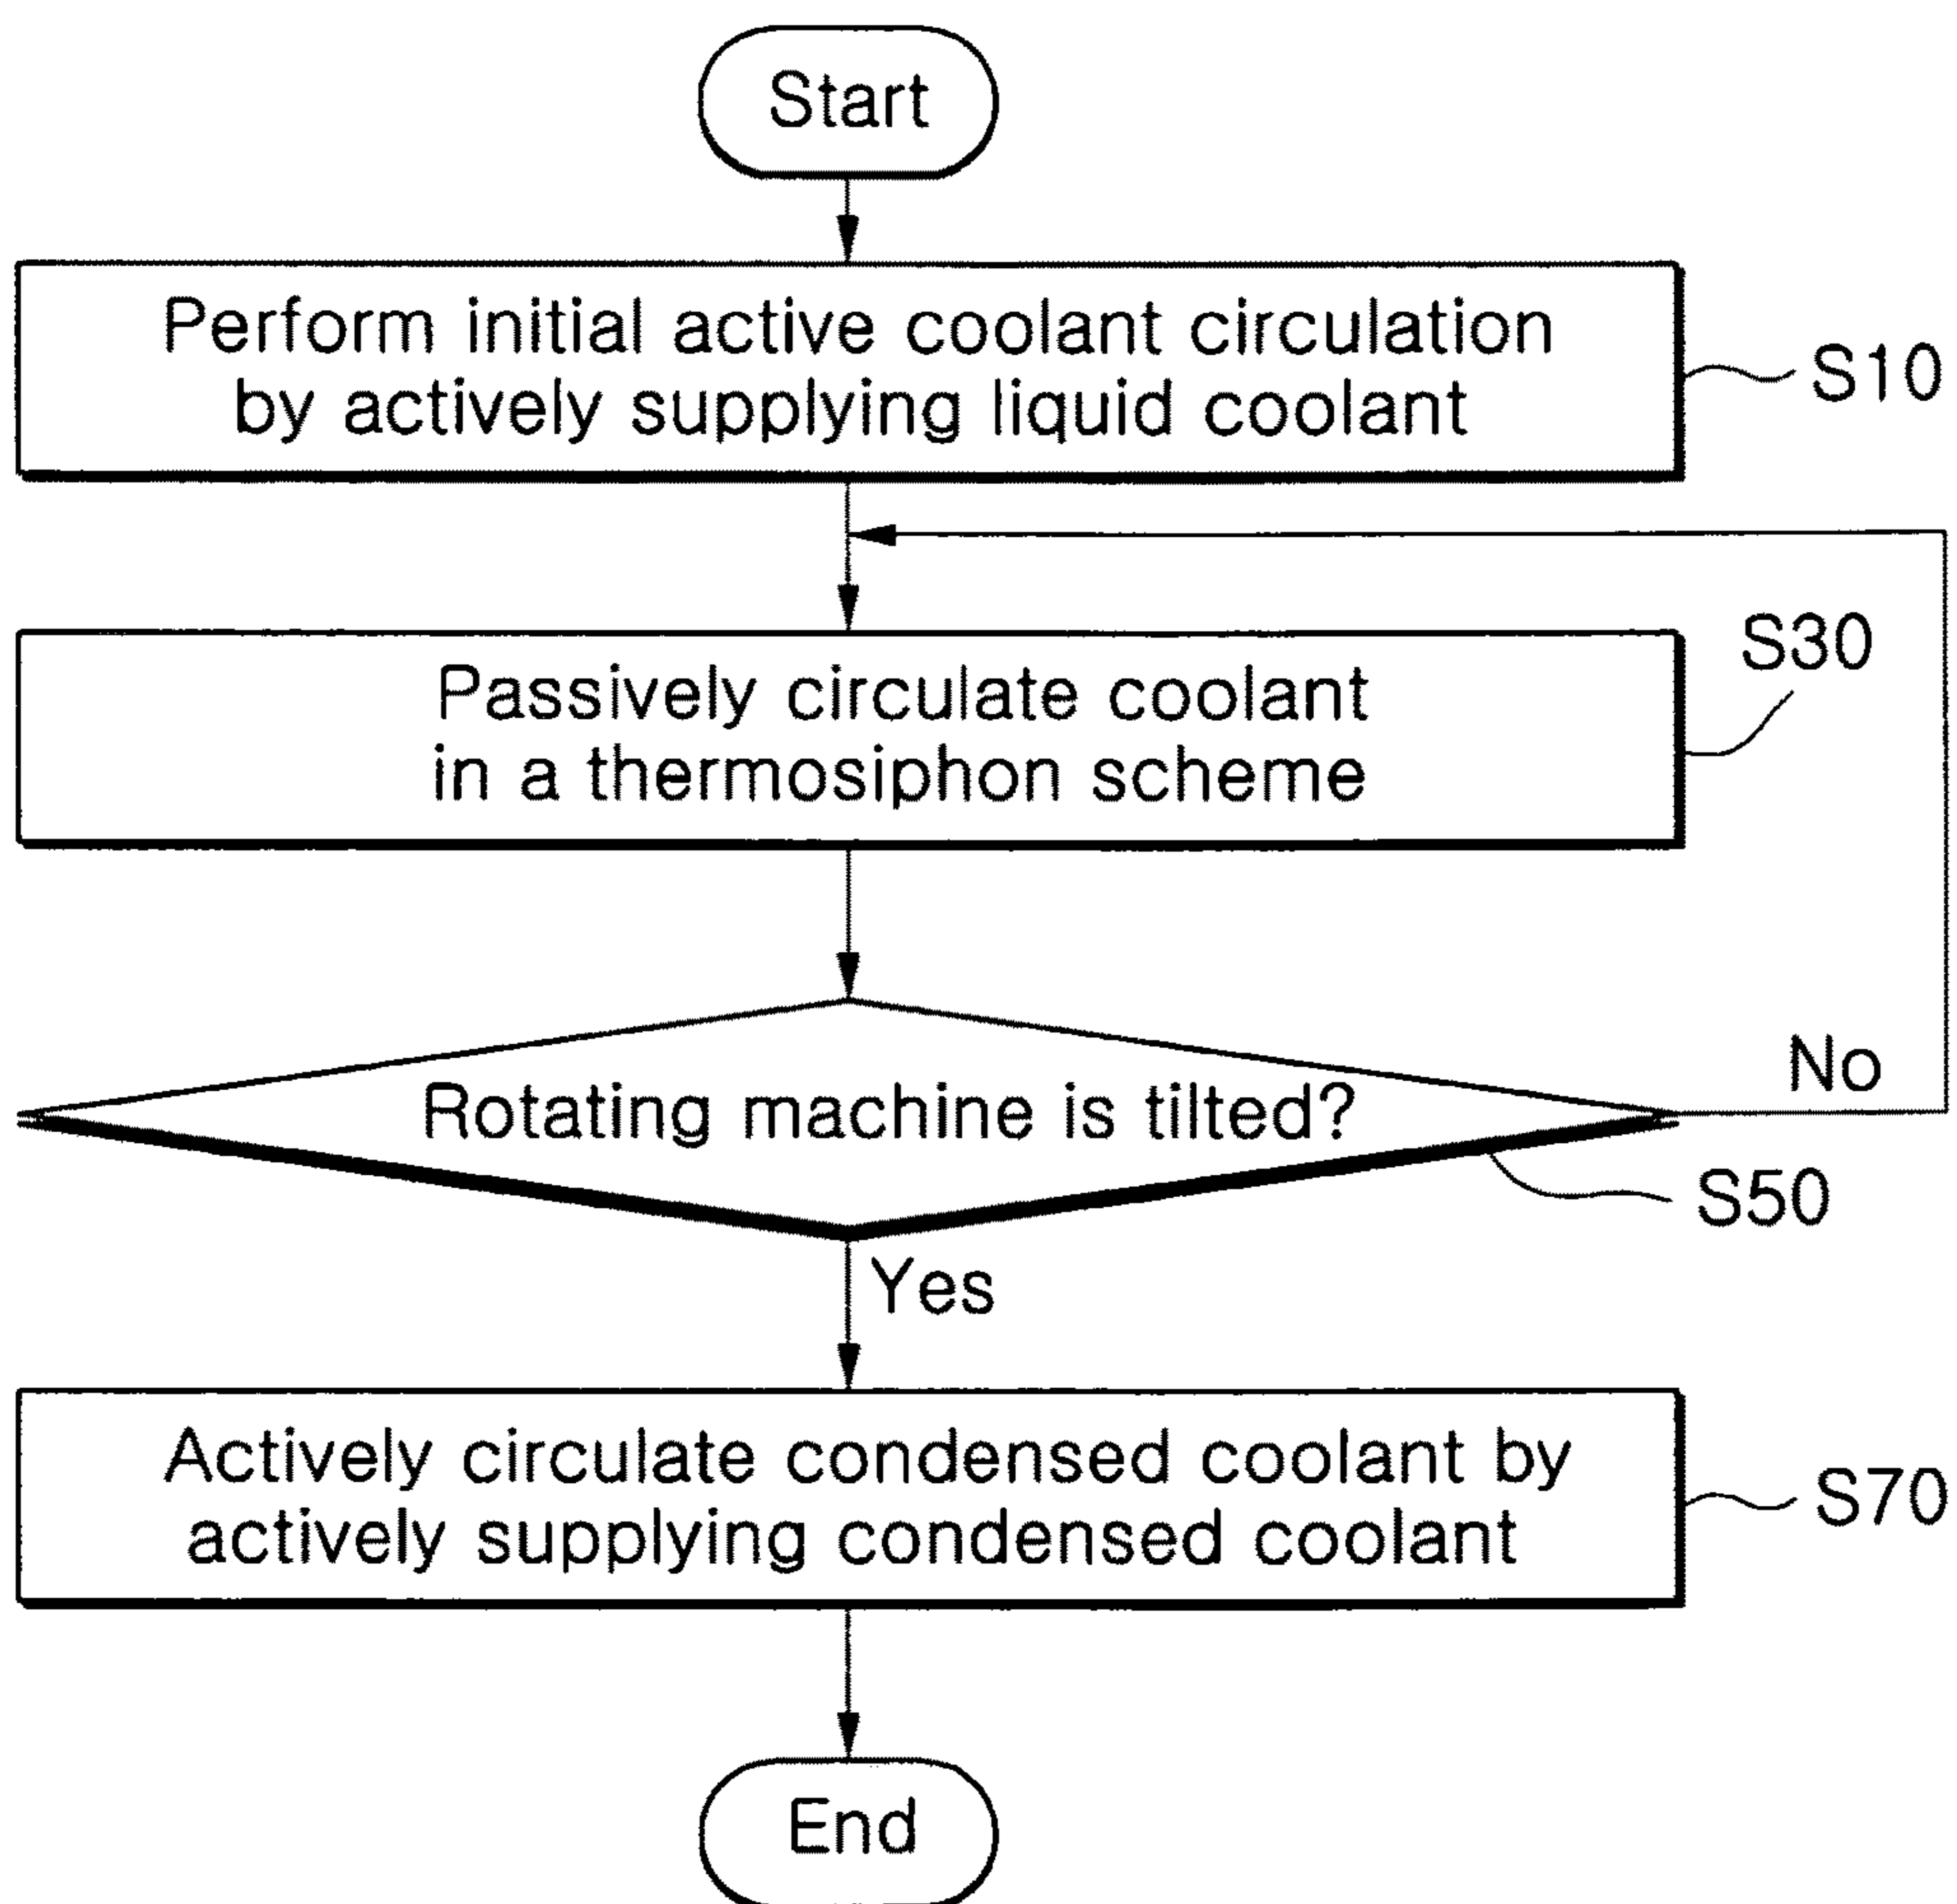 Start
Perform initial active coolant circulation
by actively supplying liquid coolant
S10
S30
Passively circulate coolant
in a thermosiphon scheme
No
Rotating machine is tilted?
S50
Yes
Actively circulate condensed coolant by
actively supplying condensed coolant
S70
End